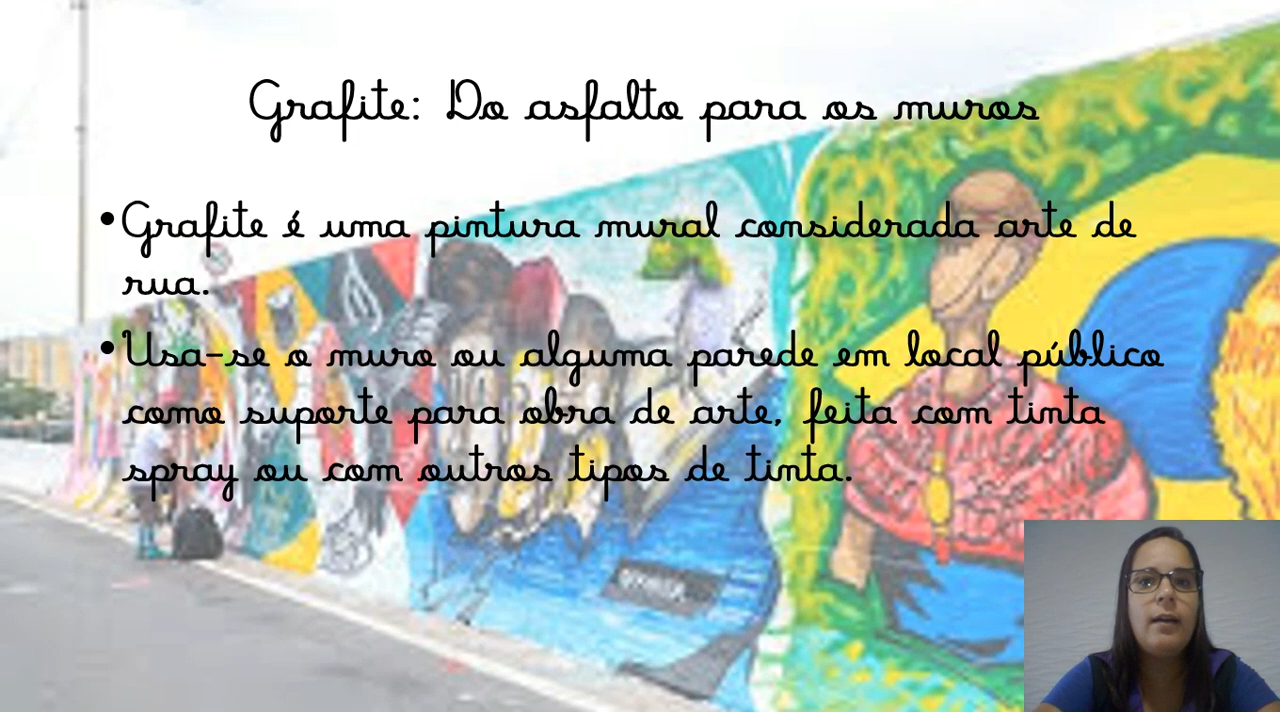 Grafite: Do asfalto para os muros
•Grafite é uma pintura mural considerada arte de
rua.
•Usa-se o muro ou alguma parede em local público
como suporte para obra de arte, feita com tinta
spray ou com outros tipos de tinta.